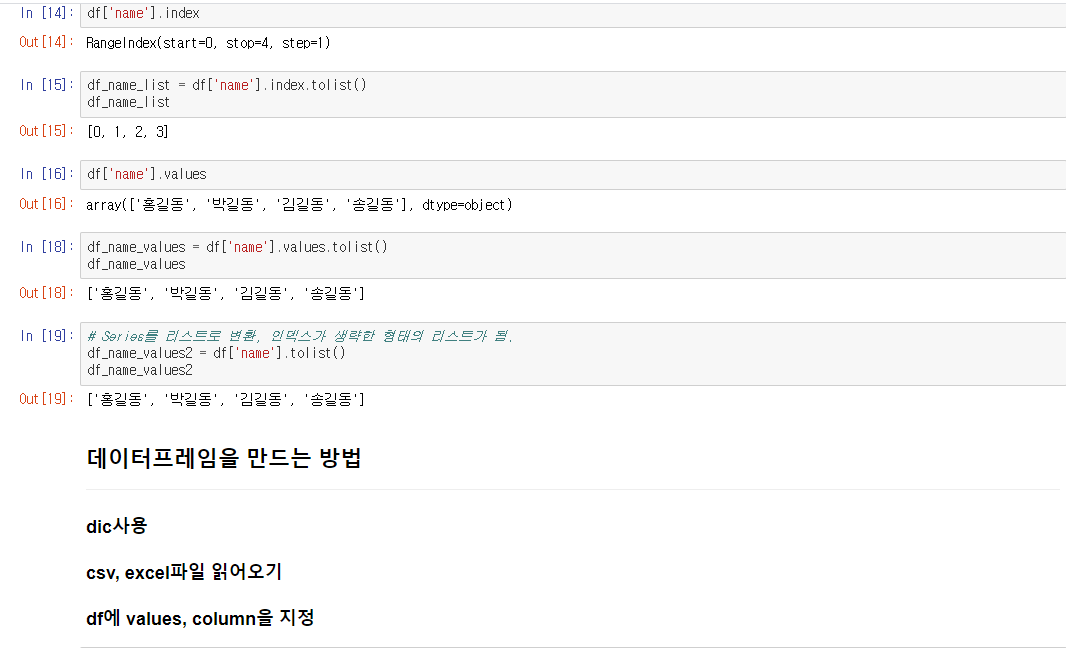 In [14]: df['name'].index
Out[14]: RangeIndex(start=0, stop=4, step=1)
In [15]: df_name_list = df['name'].index.tolist()
df_name_list
Out[15]: [0, 1, 2, 3]
In [16]: df['name'].values
Out[16]: array(['홍길동', '박길동', '김길동', '송길동'], dtype=object)
In [18]: df_name_values = df['name'].values.tolist()
df_name_values
Out[18]: ['홍길동', '박길동', '김길동', '송길동']
In [19]: # Series를 리스트로 변환, 인덱스가 생략한 형태의 리스트가 됨.
df_name_values2 = df['name'].tolist()
df_name_values2
Out[19]: ['홍길동', '박길동', '김길동', '송길동']
데이터프레임을 만드는 방법
dic사용
csv, excel파일 읽어오기
df에 values, column을 지정